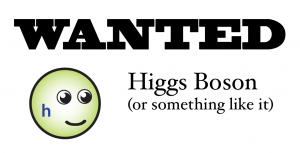 WANTED
Higgs Boson
(or something like it)
h